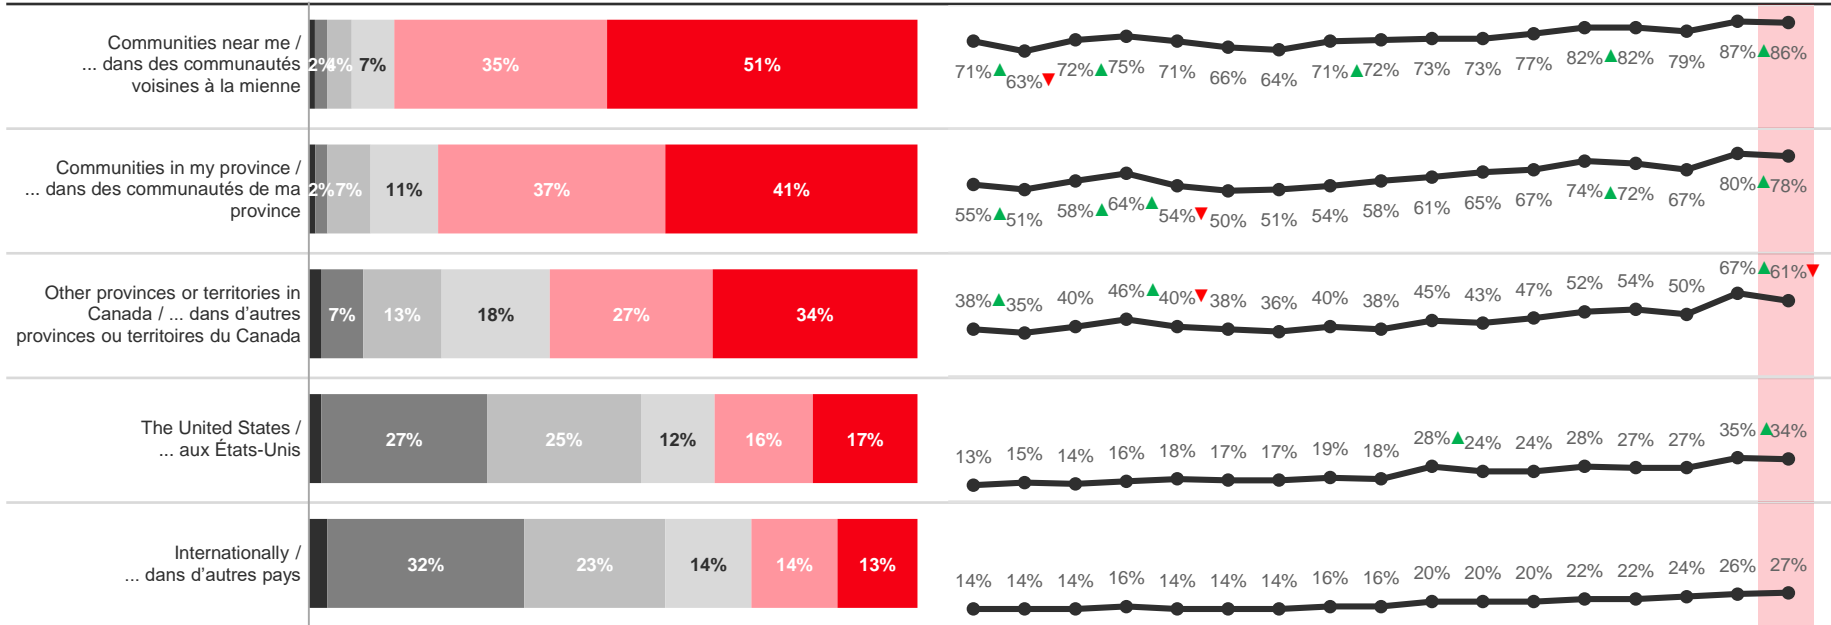 Communities near me /
... dans des communautés
voisines à la mienne
2% 4% 7% 35% 51%
71% 63% 72% 75% 71% 66% 64% 71% 72% 73% 73% 77% 82% 82% 79% 87% 86%
Communities in my province /
... dans des communautés de ma
province
2% 7% 11% 37% 41%
55% 51% 58% 64% 54% 50% 51% 54% 58% 61% 65% 67% 74% 72% 67% 80% 78%
Other provinces or territories in
Canada / ... dans d'autres
provinces ou territoires du Canada
7% 13% 18% 27% 34%
38% 35% 40% 46% 40% 38% 36% 40% 38% 45% 43% 47% 52% 54% 50% 67% 61%
The United States /
... aux États-Unis
27% 25% 12% 16% 17%
13% 15% 14% 16% 18% 17% 17% 19% 18% 28% 24% 24% 28% 27% 27% 35% 34%
Internationally /
... dans d'autres pays
32% 23% 14% 14% 13%
14% 14% 14% 16% 14% 14% 14% 16% 16% 20% 20% 20% 22% 22% 24% 26% 27%